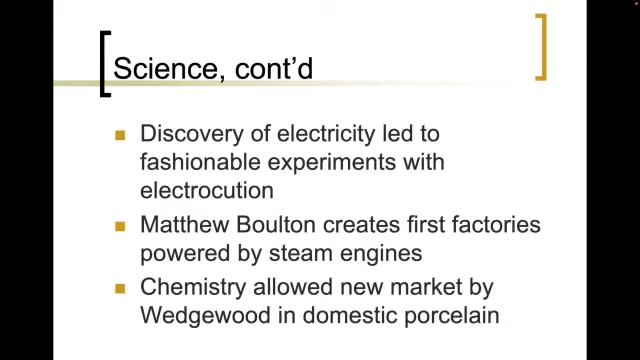 Science, cont’d
Discovery of electricity led to
fashionable experiments with
electrocution
Matthew Boulton creates first factories
powered by steam engines
Chemistry allowed new market by
Wedgewood in domestic porcelain